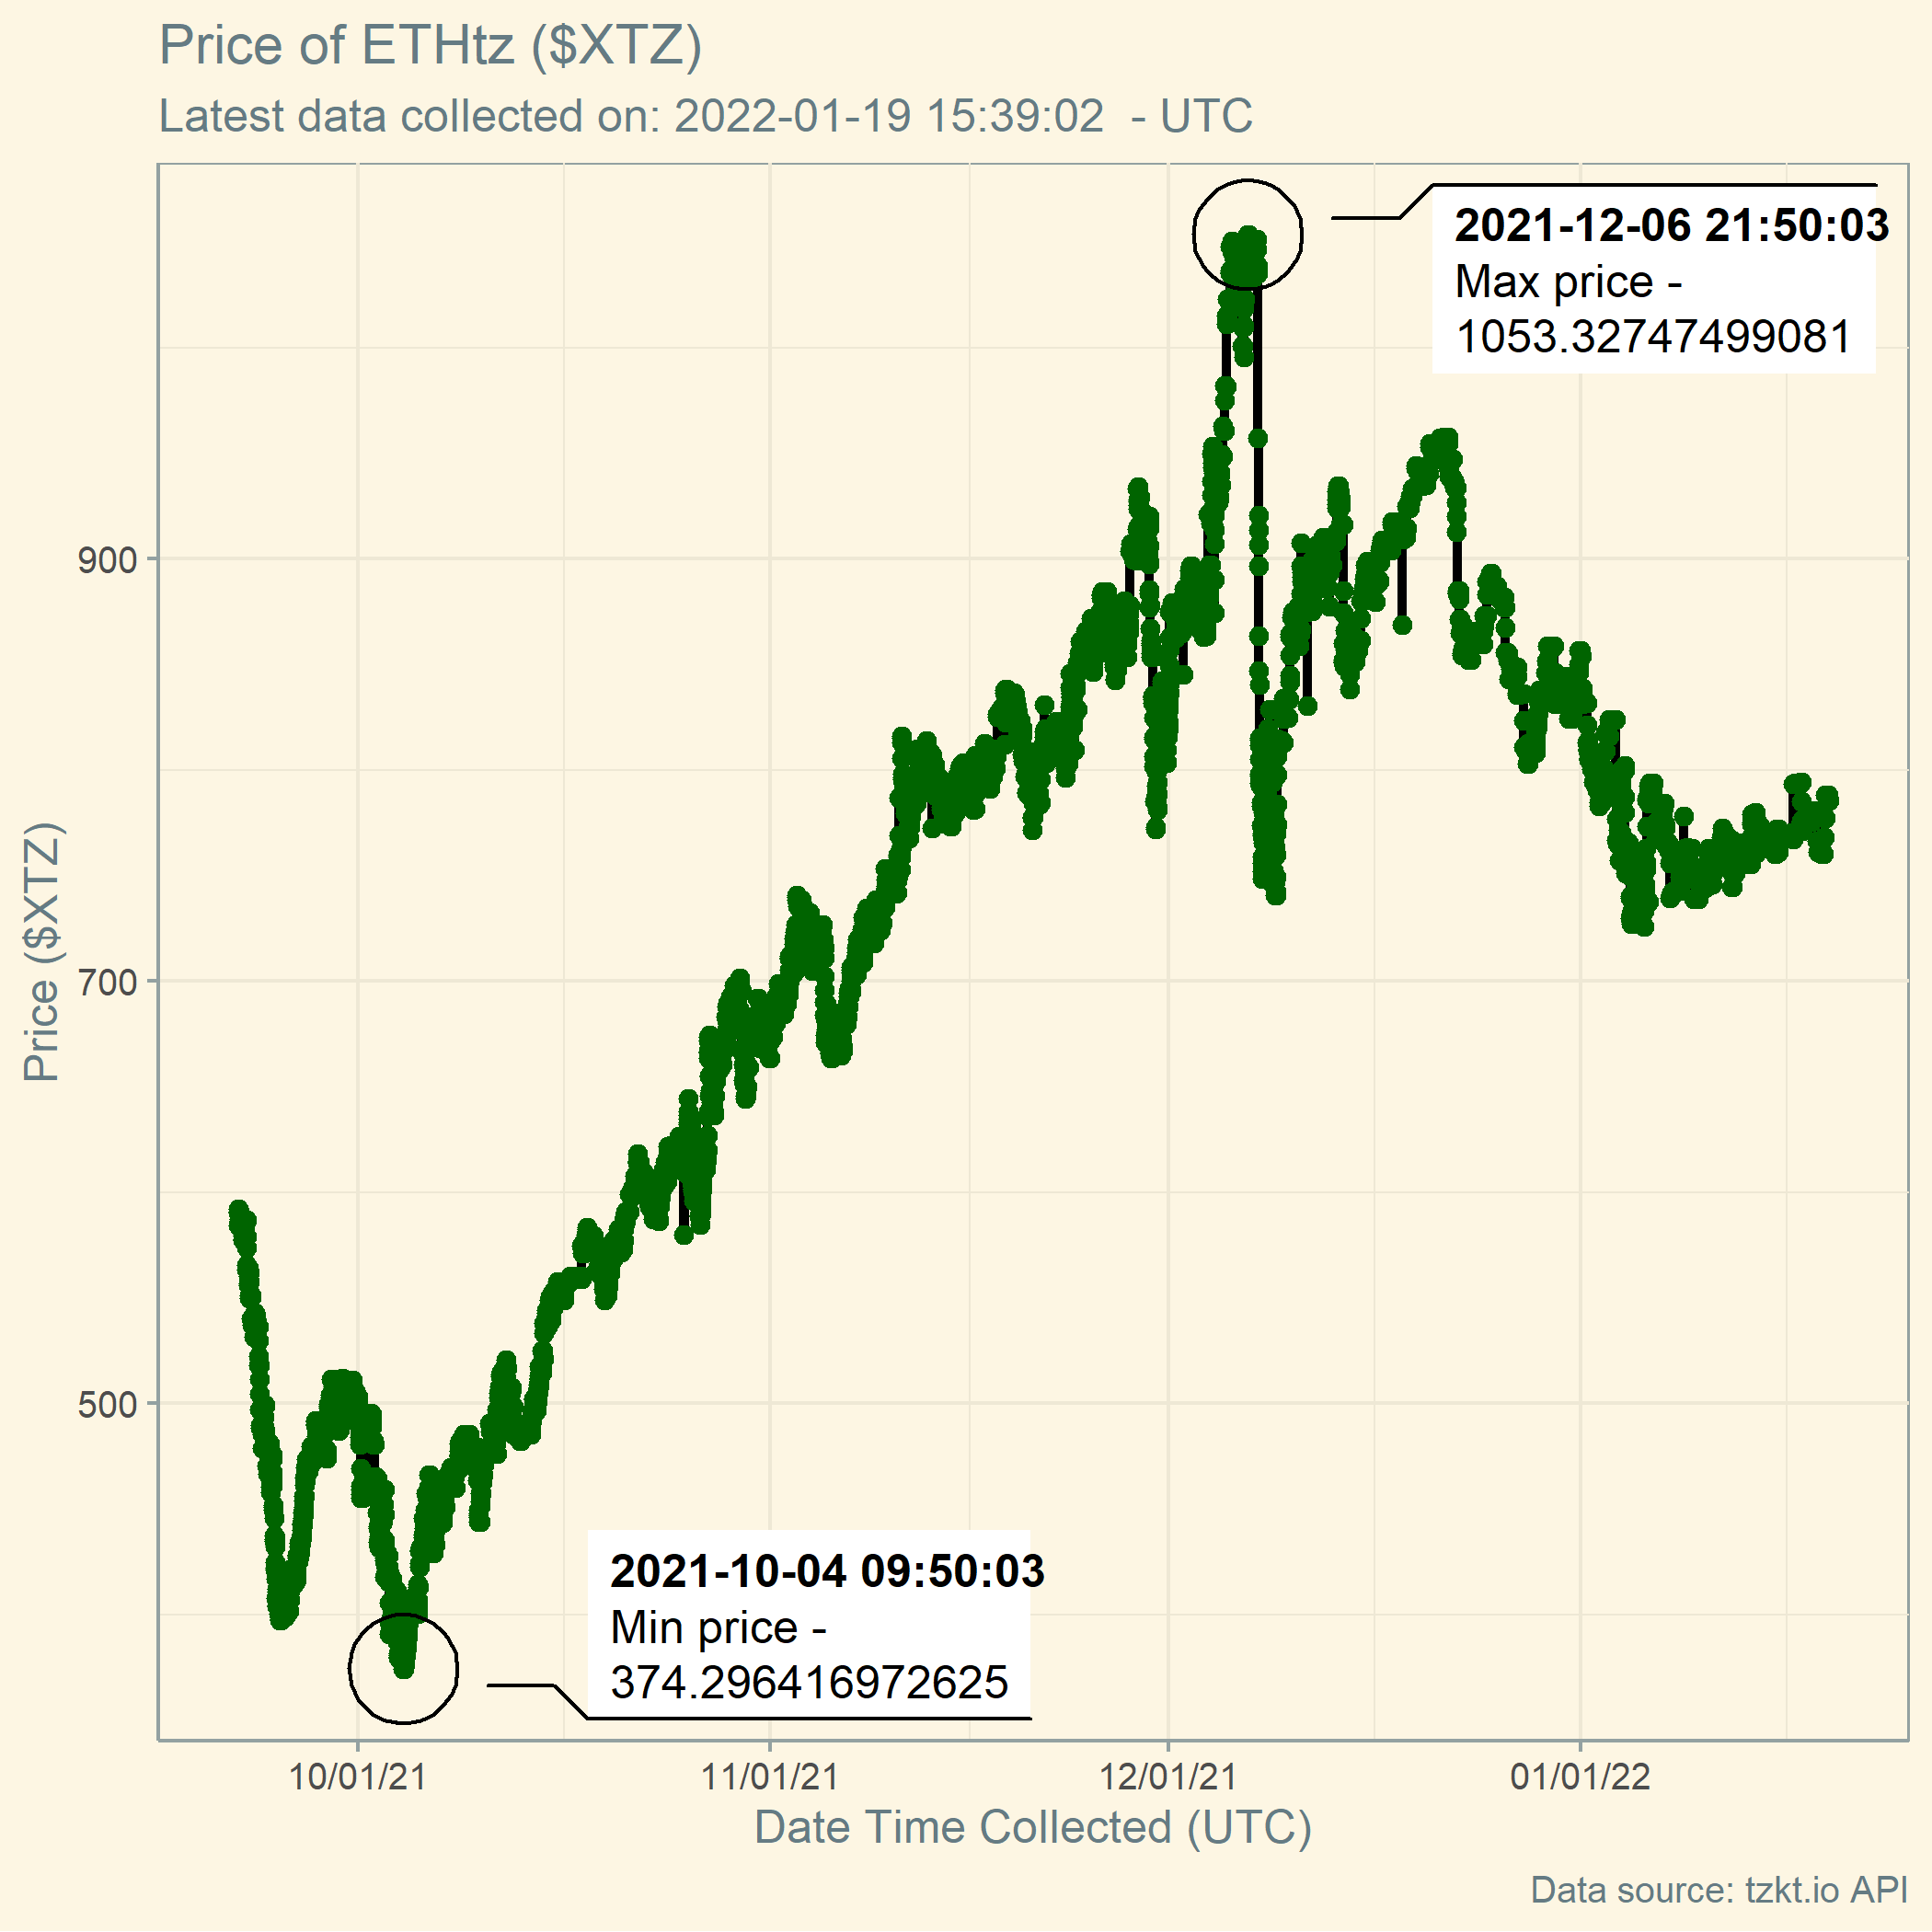 Price of ETHtz ($XTZ)
Latest data collected on: 2022-01-19 15:39:02  - UTC
2021-12-06 21:50:03
Max price -
1053.32747499081
900
700
500
Price ($XTZ)
2021-10-04 09:50:03
Min price -
374.296416972625
10/01/21
11/01/21
12/01/21
01/01/22
Date Time Collected (UTC)
Data source: tzkt.io API